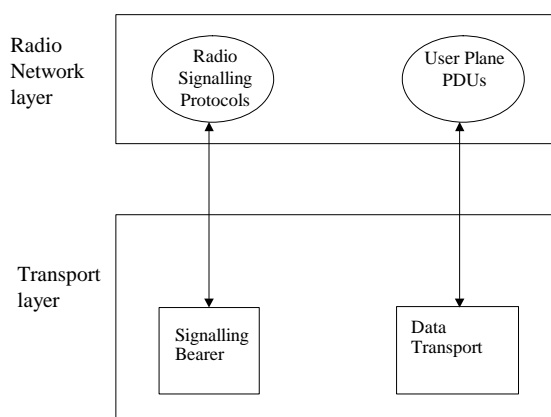 Radio
Network
layer
Radio
Signalling
Protocols
User Plane
PDUs
Transport
layer
Signalling
Bearer
Data
Transport